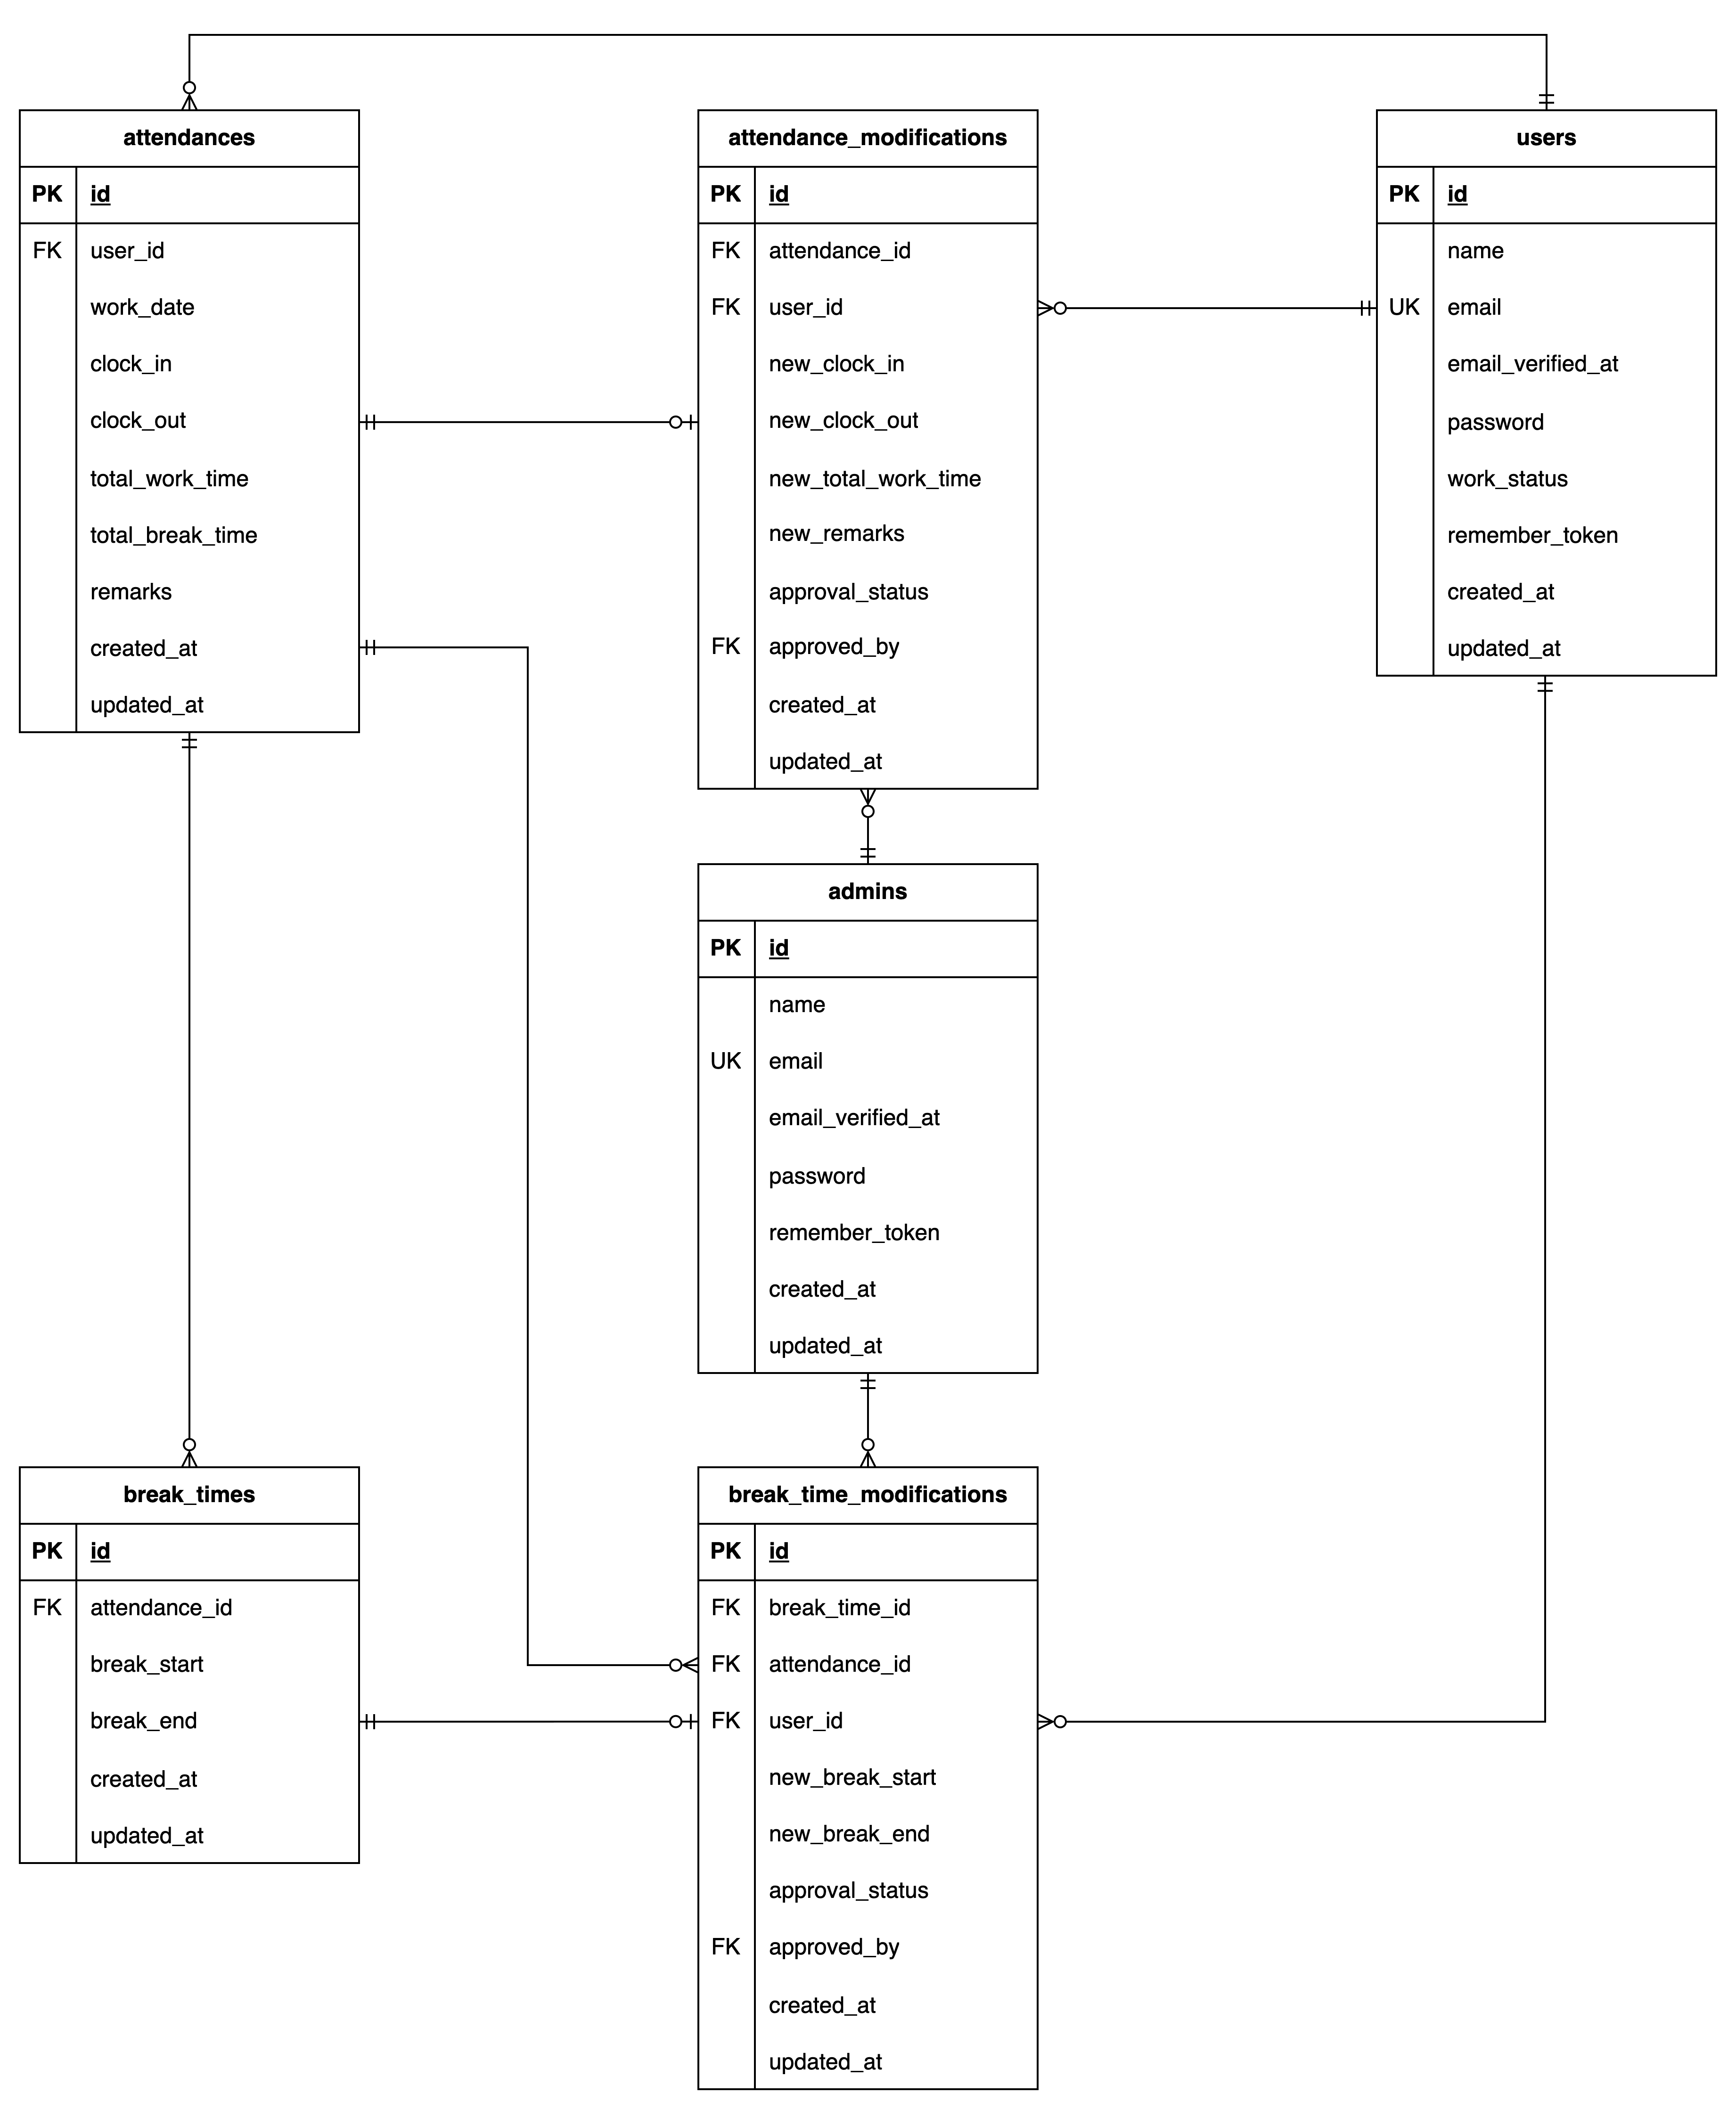 attendances
PK id
FK user_id
work_date
clock_in
clock_out
total_work_time
total_break_time
remarks
created_at
updated_at
attendance_modifications
PK id
FK attendance_id
FK user_id
new_clock_in
new_clock_out
new_total_work_time
new_remarks
approval_status
FK approved_by
created_at
updated_at
users
PK id
name
UK email
email_verified_at
password
work_status
remember_token
created_at
updated_at
admins
PK id
name
UK email
email_verified_at
password
remember_token
created_at
updated_at
break_times
PK id
FK attendance_id
break_start
break_end
created_at
updated_at
break_time_modifications
PK id
FK break_time_id
FK attendance_id
FK user_id
new_break_start
new_break_end
approval_status
FK approved_by
created_at
updated_at